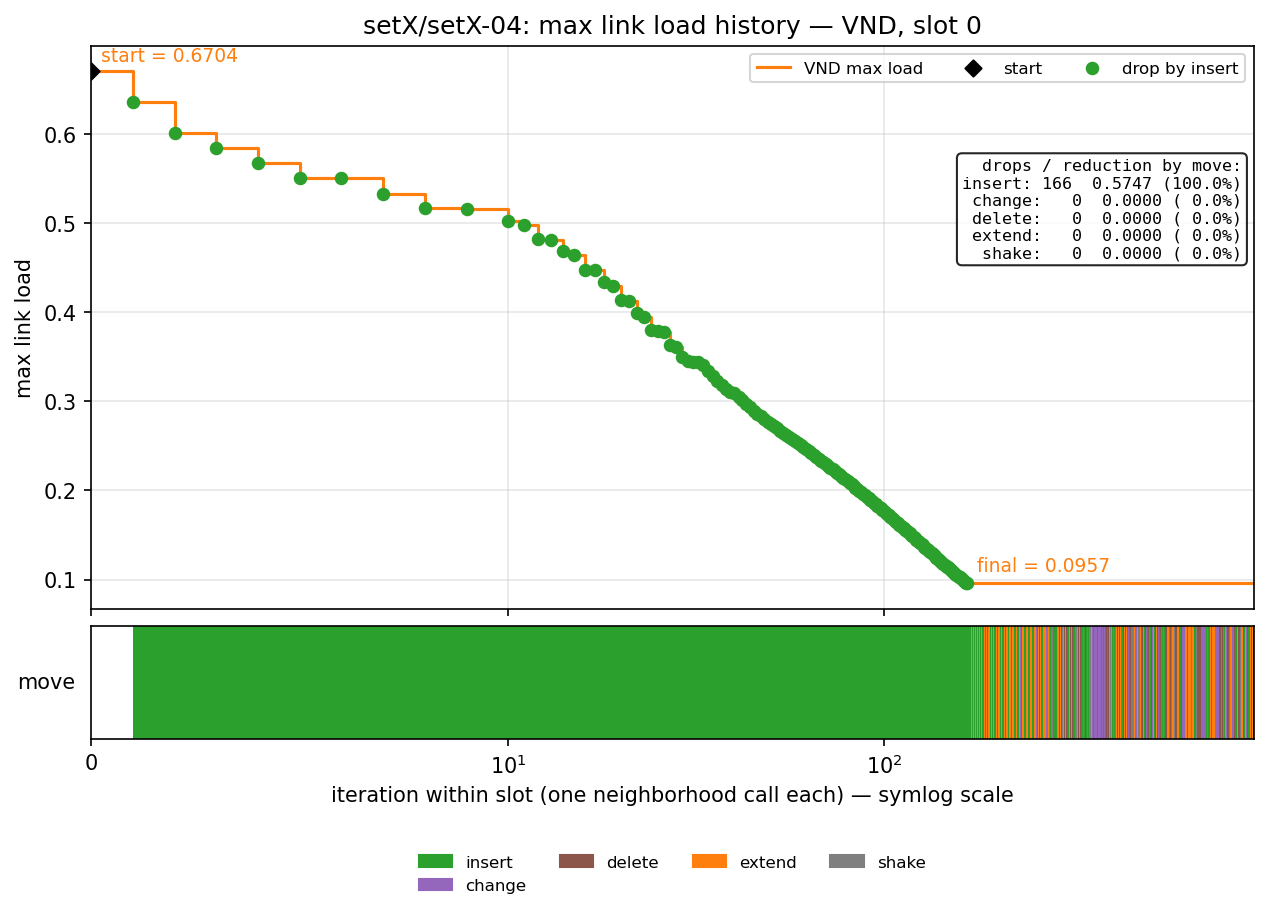 setX/setX-04: max link load history — VND, slot 0
start = 0.6704
VND max load
start
drop by insert
drops / reduction by move:
insert: 166 0.5747 (100.0%)
change: 0 0.0000 ( 0.0%)
delete: 0 0.0000 ( 0.0%)
extend: 0 0.0000 ( 0.0%)
shake: 0 0.0000 ( 0.0%)
max link load
0.6
0.5
0.4
0.3
0.2
0.1
final = 0.0957
move
0
10¹
10²
iteration within slot (one neighborhood call each) — symlog scale
insert
delete
extend
shake
change